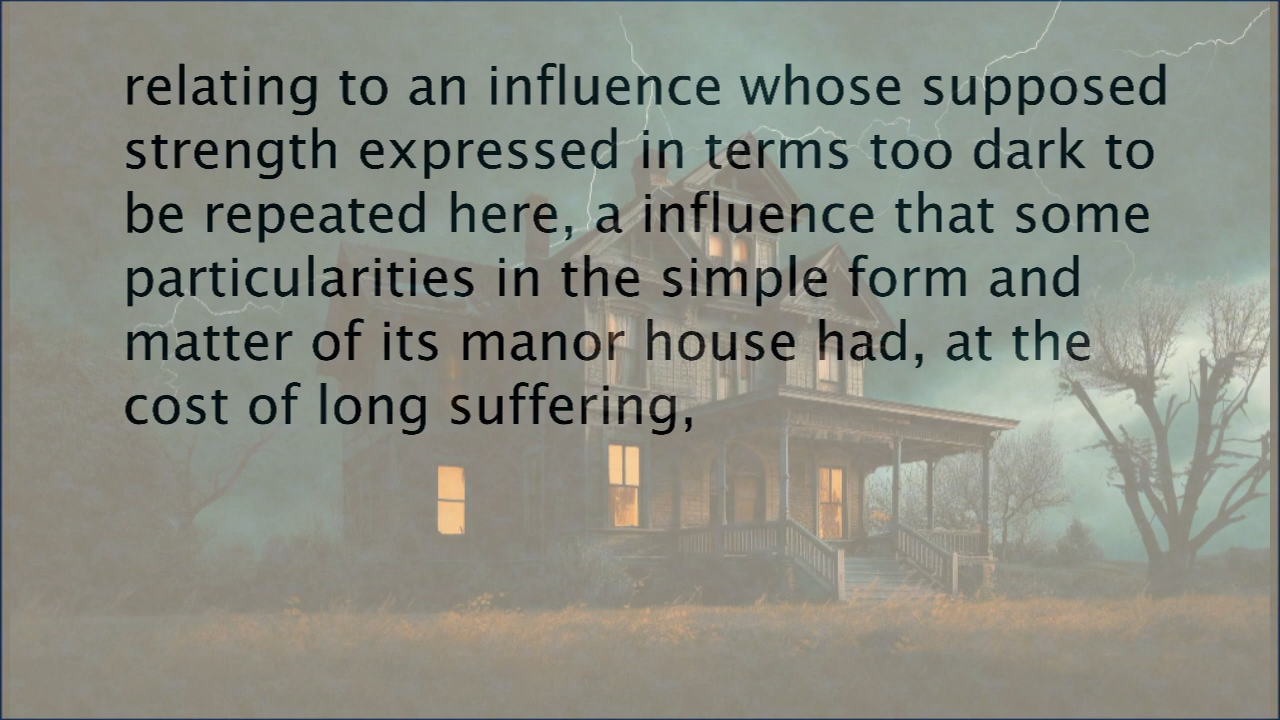 relating to an influence whose supposed
strength expressed in terms too dark to
be repeated here, a influence that some
particularities in the simple form and
matter of its manor house had, at the
cost of long suffering,